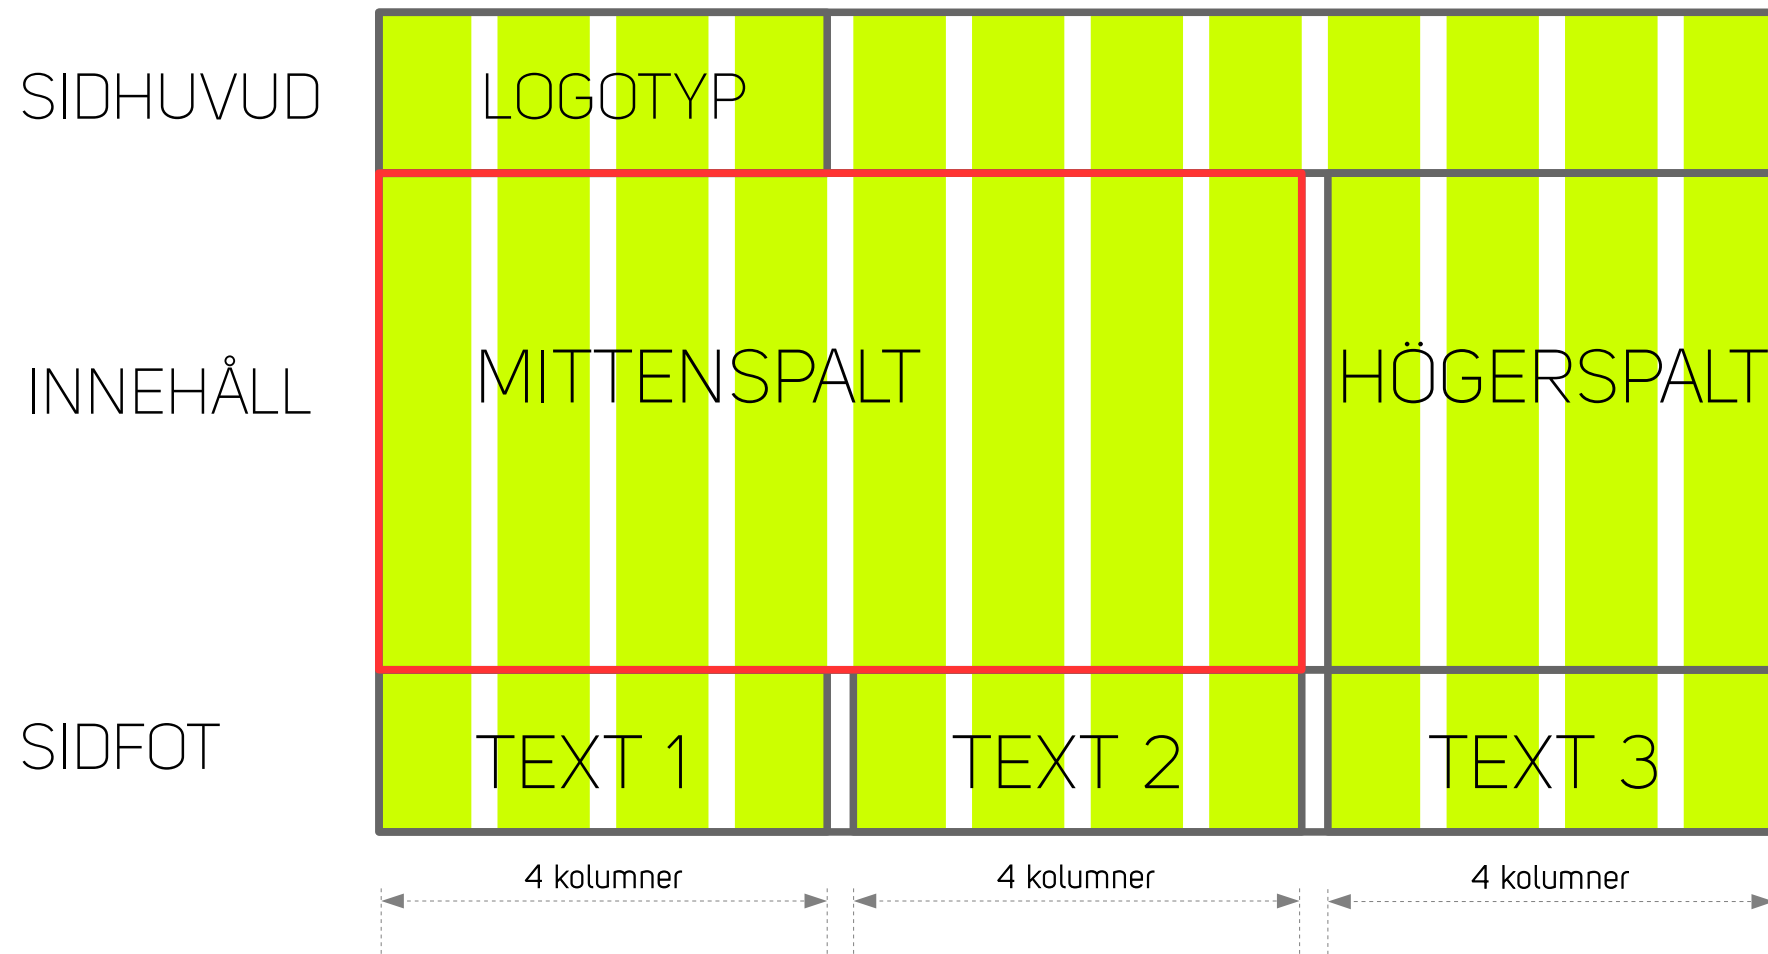 SIDHUVUD
LOGOTYP
INNEHÅLL
MITTENSPALT
HÖGERSPALT
SIDFOT
TEXT 1
TEXT 2
TEXT 3
4 kolumner
4 kolumner
4 kolumner